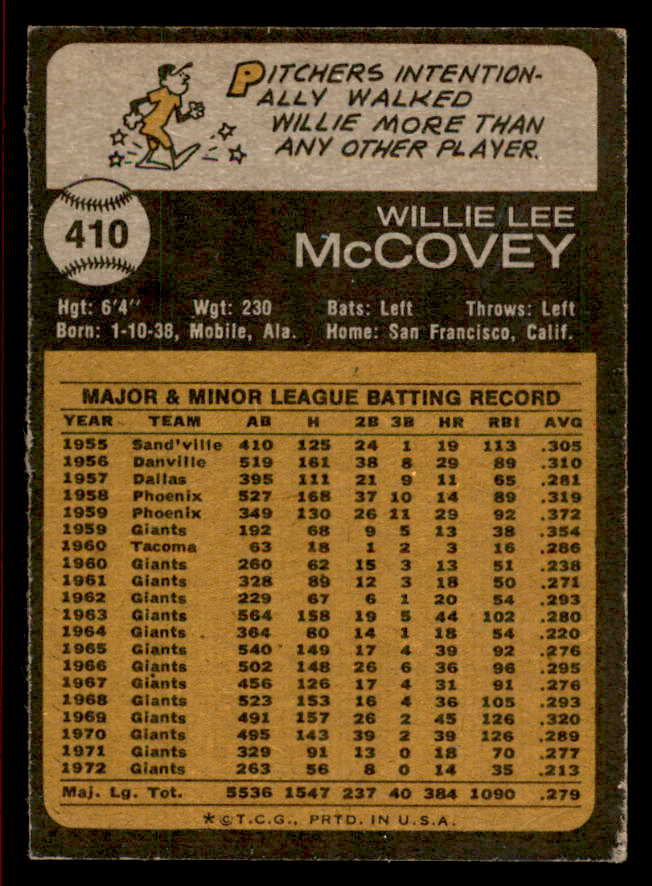 PITCHERS INTENTION-
ALLY WALKED
WILLIE MORE THAN
ANY OTHER PLAYER.
410
WILLIE LEE
McCOVEY
Hgt: 6'4" Wgt: 230 Bats: Left Throws: Left
Born: 1-10-38, Mobile, Ala. Home: San Francisco, Calif.
MAJOR & MINOR LEAGUE BATTING RECORD
YEAR TEAM AB H 2B 3B HR RBI AVG
1955 Sand'ville 410 125 24 1 19 113 .305
1956 Danville 519 161 38 8 29 89 .310
1957 Dallas 395 111 21 9 11 65 .281
1958 Phoenix 527 168 37 10 14 89 .319
1959 Phoenix 349 130 26 11 29 92 .372
1959 Giants 192 68 9 5 13 38 .354
1960 Tacoma 63 18 1 2 3 16 .286
1960 Giants 260 62 15 3 13 51 .238
1961 Giants 328 89 12 3 18 50 .271
1962 Giants 229 67 6 1 20 54 .293
1963 Giants 564 158 19 5 44 102 .280
1964 Giants 364 80 14 1 18 54 .220
1965 Giants 540 149 17 4 39 92 .276
1966 Giants 502 148 26 6 36 96 .295
1967 Giants 456 126 17 4 31 91 .276
1968 Giants 523 153 16 4 36 105 .293
1969 Giants 491 157 26 2 45 126 .320
1970 Giants 495 143 39 2 39 126 .289
1971 Giants 329 91 13 0 18 70 .277
1972 Giants 263 56 8 0 14 35 .213
Maj. Lg. Tot. 5536 1547 237 40 384 1090 .279
*©T.C.G., PRTD. IN U.S.A.